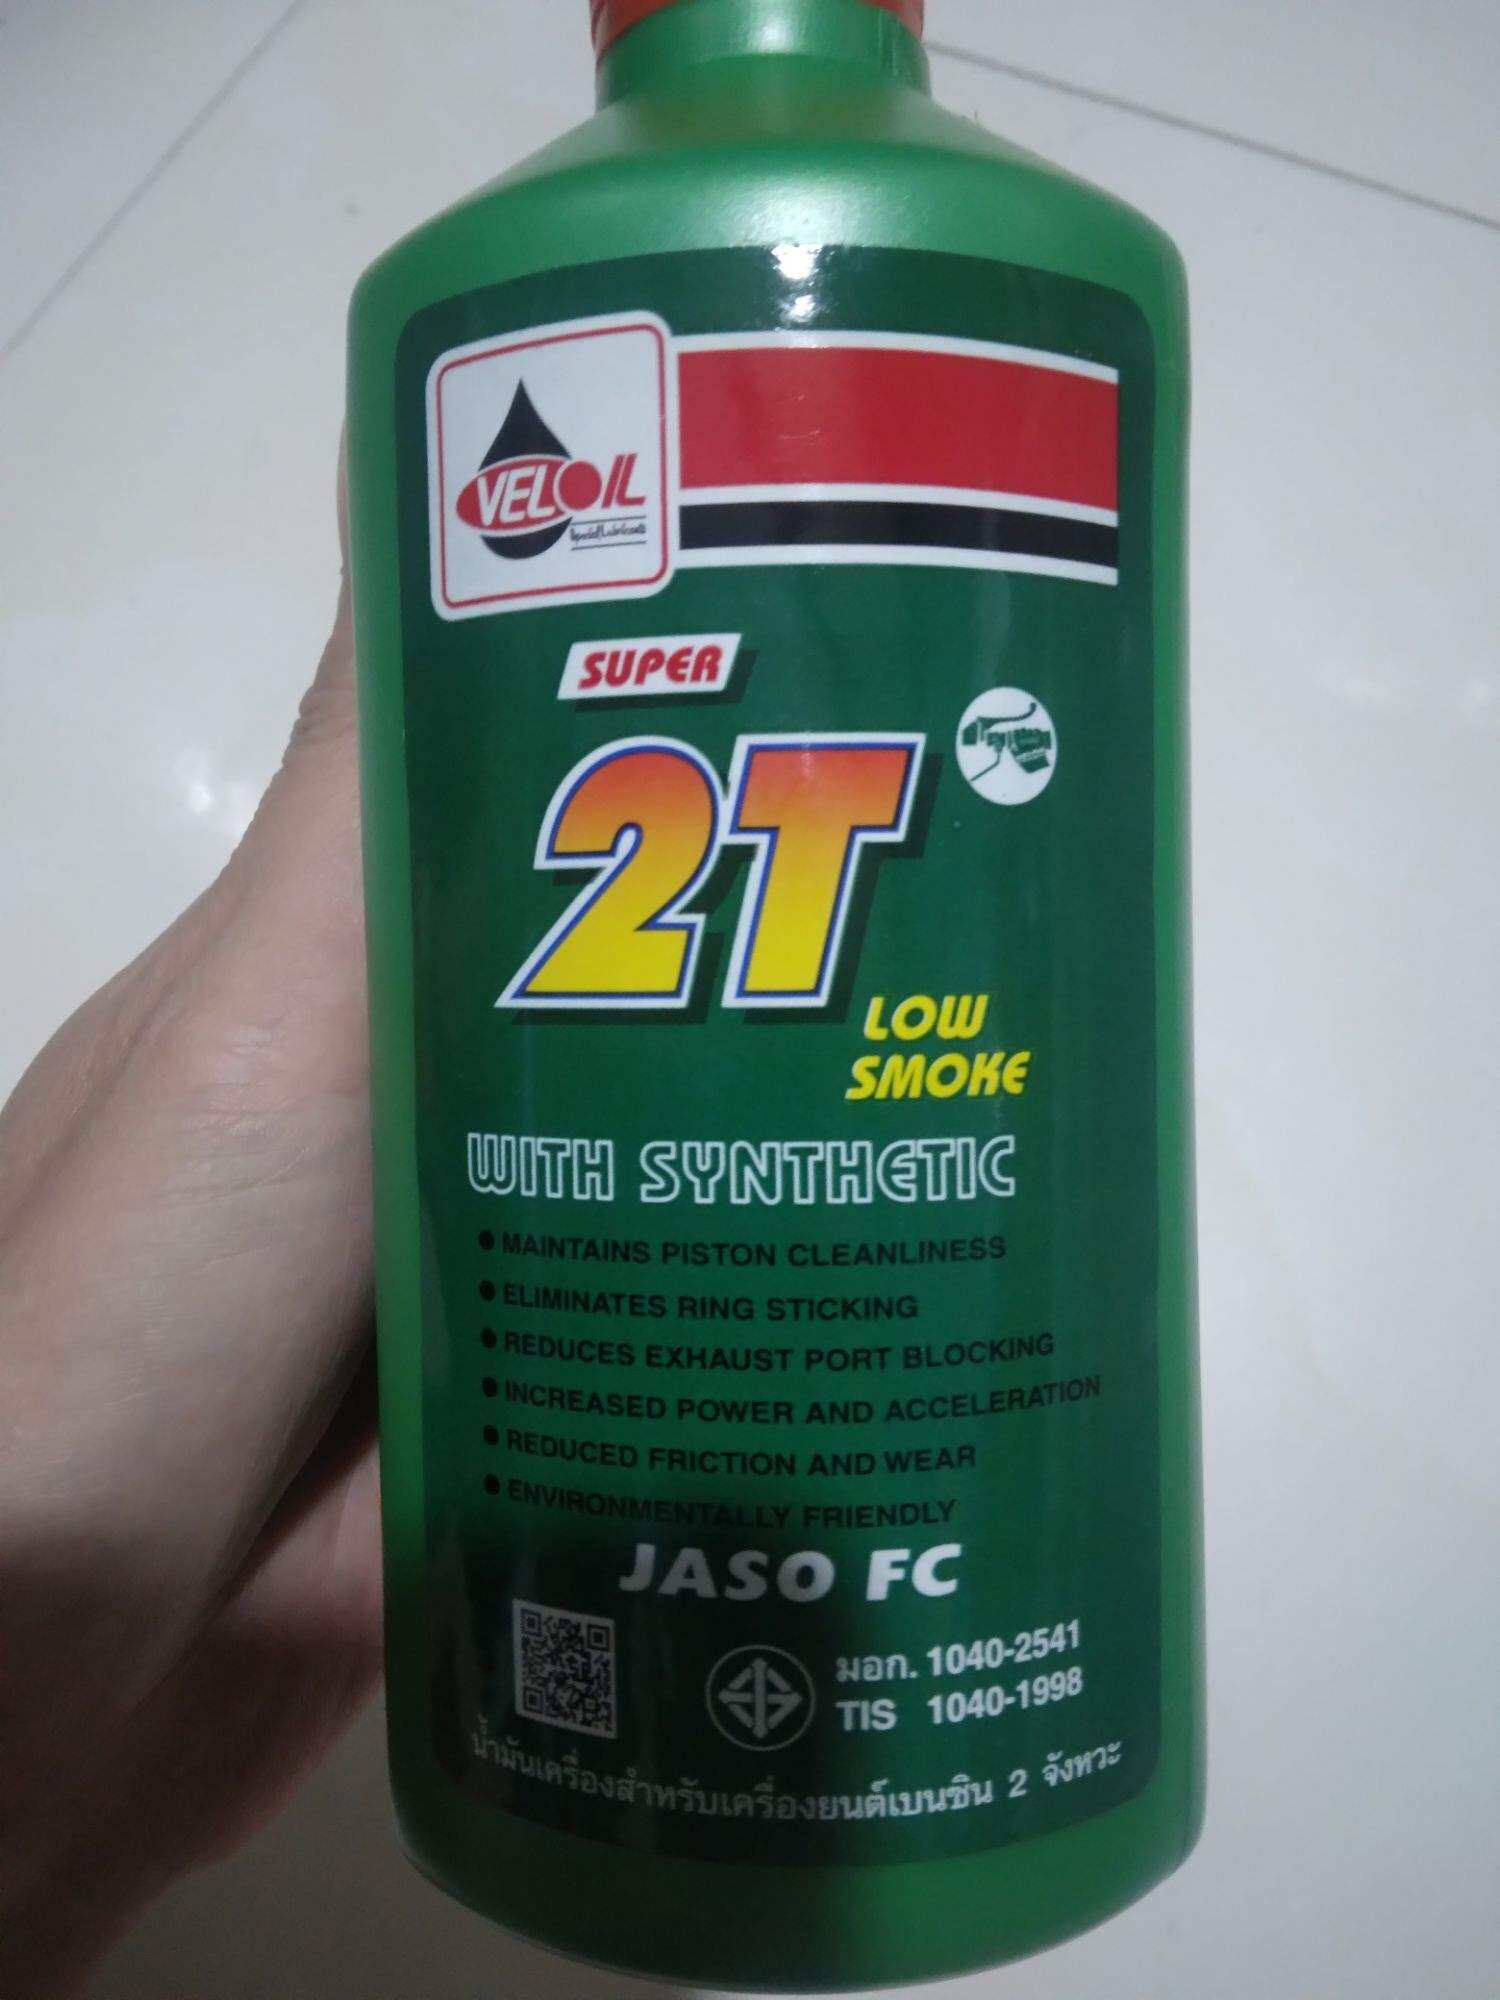 VELOIL
Special Lubricants
SUPER
2T
LOW
SMOKE
WITH SYNTHETIC
● MAINTAINS PISTON CLEANLINESS
● ELIMINATES RING STICKING
● REDUCES EXHAUST PORT BLOCKING
● INCREASED POWER AND ACCELERATION
● REDUCED FRICTION AND WEAR
● ENVIRONMENTALLY FRIENDLY
JASO FC
มอก. 1040-2541
TIS 1040-1998
น้ำมันเครื่องสำหรับเครื่องยนต์เบนซิน 2 จังหวะ